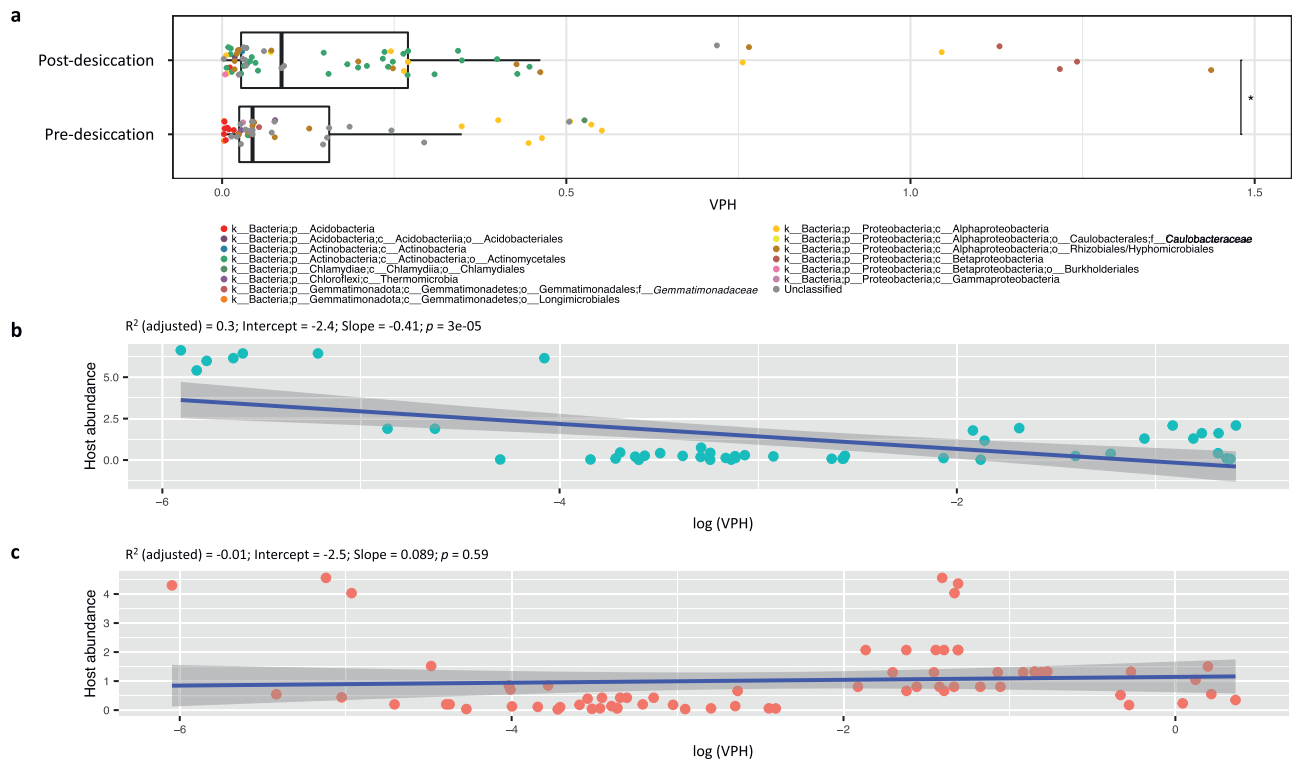 a
Post-desiccation
Pre-desiccation
*
0.0 0.5 1.0 1.5
VPH
k__Bacteria;p__Acidobacteria
k__Bacteria;p__Acidobacteria;c__Acidobacteriia;o__Acidobacteriales
k__Bacteria;p__Actinobacteria;c__Actinobacteria
k__Bacteria;p__Actinobacteria;c__Actinobacteria;o__Actinomycetales
k__Bacteria;p__Chlamydiae;c__Chlamydiia;o__Chlamydiales
k__Bacteria;p__Chloroflexi;c__Thermomicrobia
k__Bacteria;p__Gemmatimonadota;c__Gemmatimonadetes;o__Gemmatimonadales;f__Gemmatimonadaceae
k__Bacteria;p__Gemmatimonadota;c__Gemmatimonadetes;o__Longimicrobiales
k__Bacteria;p__Proteobacteria;c__Alphaproteobacteria
k__Bacteria;p__Proteobacteria;c__Alphaproteobacteria;o__Caulobacterales;f__Caulobacteraceae
k__Bacteria;p__Proteobacteria;c__Alphaproteobacteria;o__Rhizobiales/Hyphomicrobiales
k__Bacteria;p__Proteobacteria;c__Betaproteobacteria
k__Bacteria;p__Proteobacteria;c__Betaproteobacteria;o__Burkholderiales
k__Bacteria;p__Proteobacteria;c__Gammaproteobacteria
Unclassified
b
R² (adjusted) = 0.3; Intercept = -2.4; Slope = -0.41; p = 3e-05
Host abundance
5.0
2.5
0.0
−6 −4 −2
log (VPH)
c
R² (adjusted) = -0.01; Intercept = -2.5; Slope = 0.089; p = 0.59
Host abundance
4
3
2
1
0
−6 −4 −2 0
log (VPH)